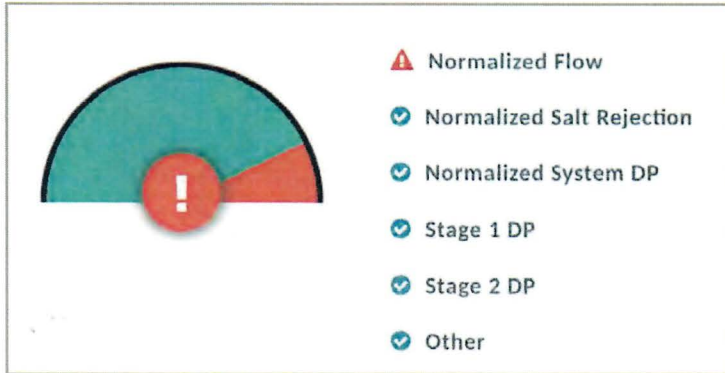 !
Normalized Flow
Normalized Salt Rejection
Normalized System DP
Stage 1 DP
Stage 2 DP
Other